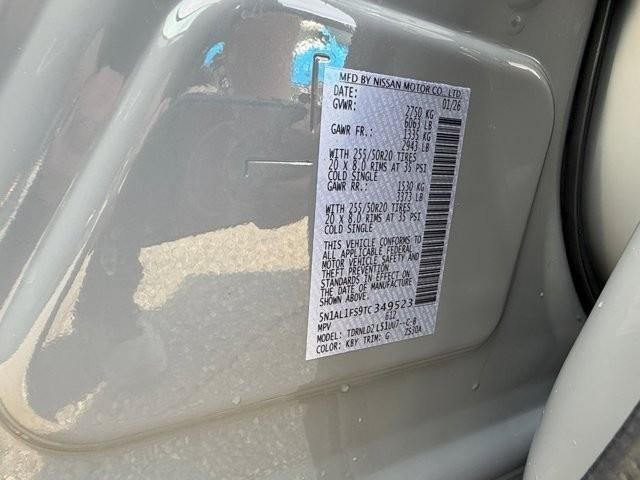 MFD BY NISSAN MOTOR CO., LTD.
DATE: 01/26
GVWR: 2750 KG
6063 LB
GAWR FR.: 1335 KG
2943 LB
WITH 255/50R20 TIRES
20 X 8.0 RIMS AT 35 PSI
COLD SINGLE
GAWR RR.: 1530 KG
3373 LB
WITH 255/50R20 TIRES
20 X 8.0 RIMS AT 35 PSI
COLD SINGLE
THIS VEHICLE CONFORMS TO
ALL APPLICABLE FEDERAL
MOTOR VEHICLE SAFETY AND
THEFT PREVENTION
STANDARDS IN EFFECT ON
THE DATE OF MANUFACTURE
SHOWN ABOVE.
5N1AL1FS9TC349523
MPV 612
MODEL: TDRNLD2
COLOR: KBY TRIM: G